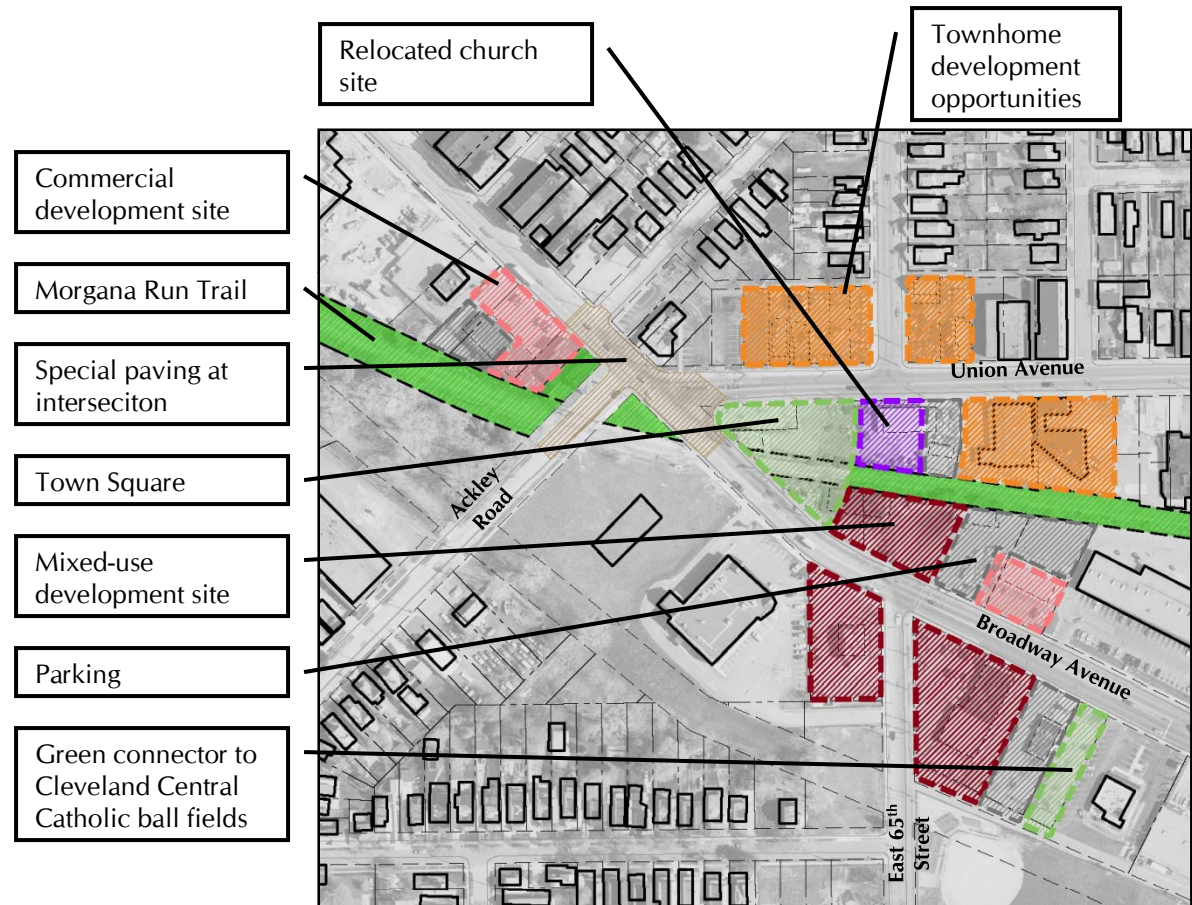 Relocated church
site
Townhome
development
opportunities
Commercial
development site
Morgana Run Trail
Special paving at
interseciton
Town Square
Mixed-use
development site
Parking
Green connector to
Cleveland Central
Catholic ball fields
Union Avenue
Ackley
Road
Broadway Avenue
East 65th
Street